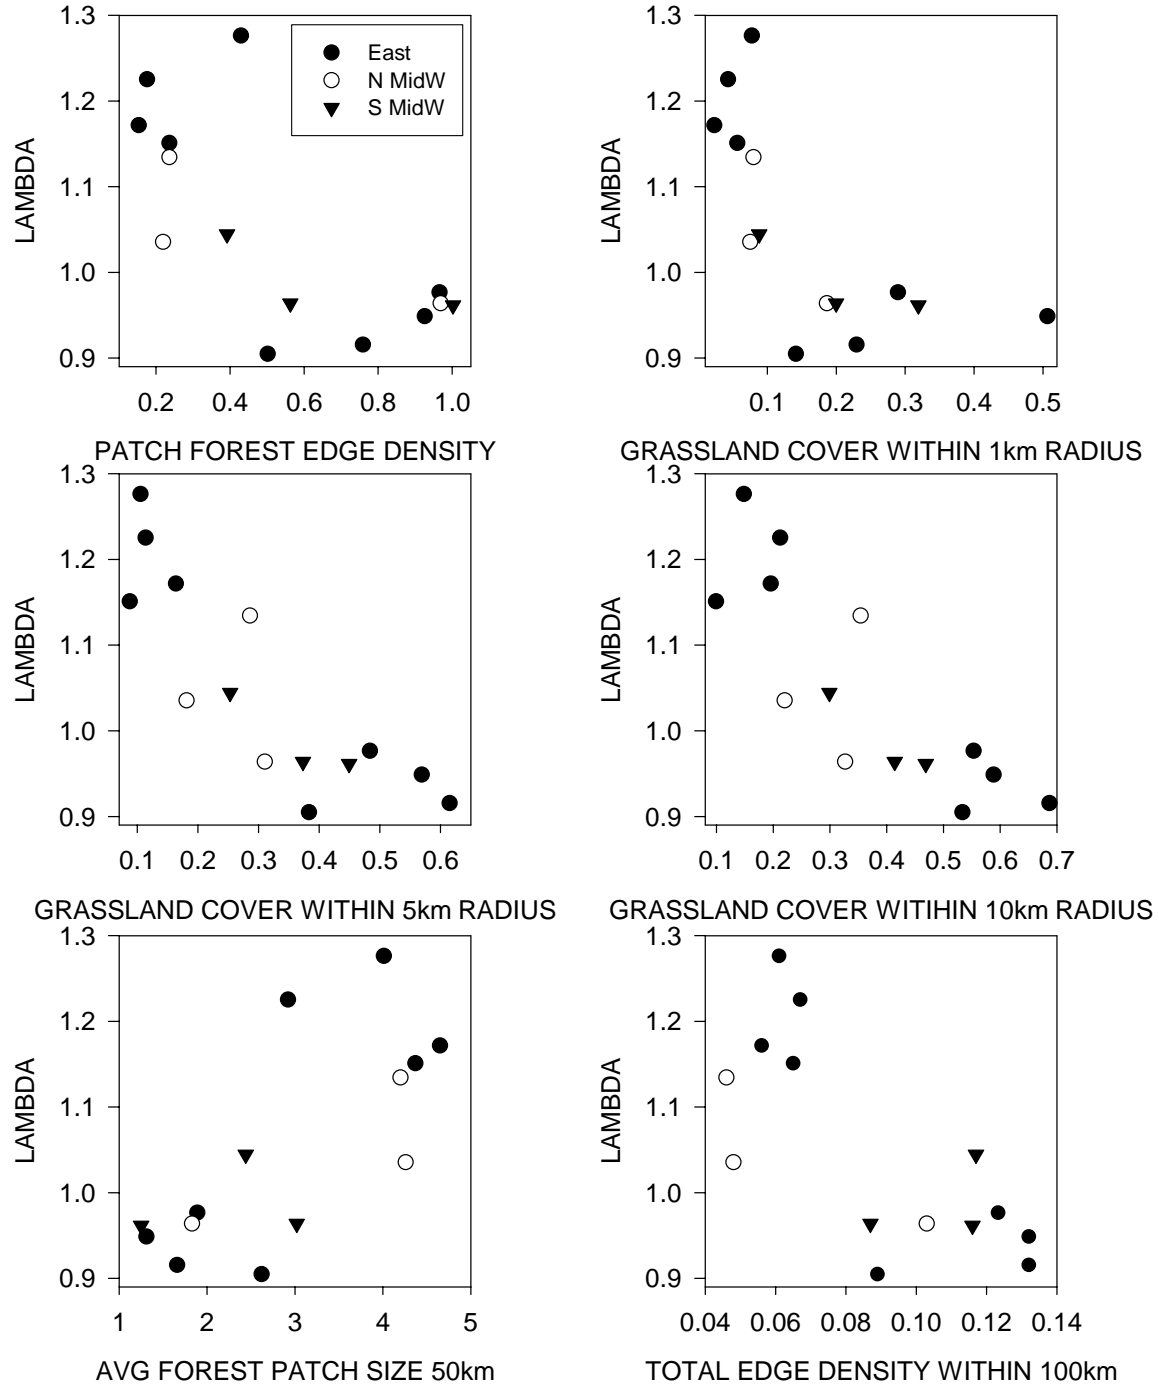 1.3
1.2
1.1
1.0
0.9
LAMBDA
East
N MidW
S MidW
0.2 0.4 0.6 0.8 1.0
PATCH FOREST EDGE DENSITY
1.3
1.2
1.1
1.0
0.9
LAMBDA
0.1 0.2 0.3 0.4 0.5
GRASSLAND COVER WITHIN 1km RADIUS
1.3
1.2
1.1
1.0
0.9
LAMBDA
0.1 0.2 0.3 0.4 0.5 0.6
GRASSLAND COVER WITHIN 5km RADIUS
1.3
1.2
1.1
1.0
0.9
LAMBDA
0.1 0.2 0.3 0.4 0.5 0.6 0.7
GRASSLAND COVER WITIHIN 10km RADIUS
1.3
1.2
1.1
1.0
0.9
LAMBDA
1 2 3 4 5
AVG FOREST PATCH SIZE 50km
1.3
1.2
1.1
1.0
0.9
LAMBDA
0.04 0.06 0.08 0.10 0.12 0.14
TOTAL EDGE DENSITY WITHIN 100km